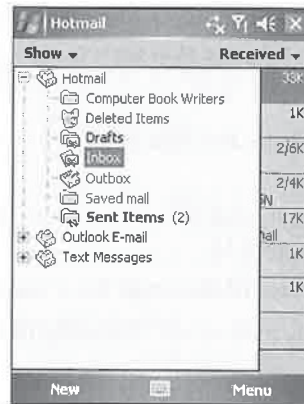 Hotmail
Show Received
Hotmail 33K
Computer Book Writers
Deleted Items 1K
Drafts
Inbox 2/6K
Outbox 2/4K
Saved mail N
Sent Items (2) 17K
Outlook E-mail hail
Text Messages 1K
1K
New Menu